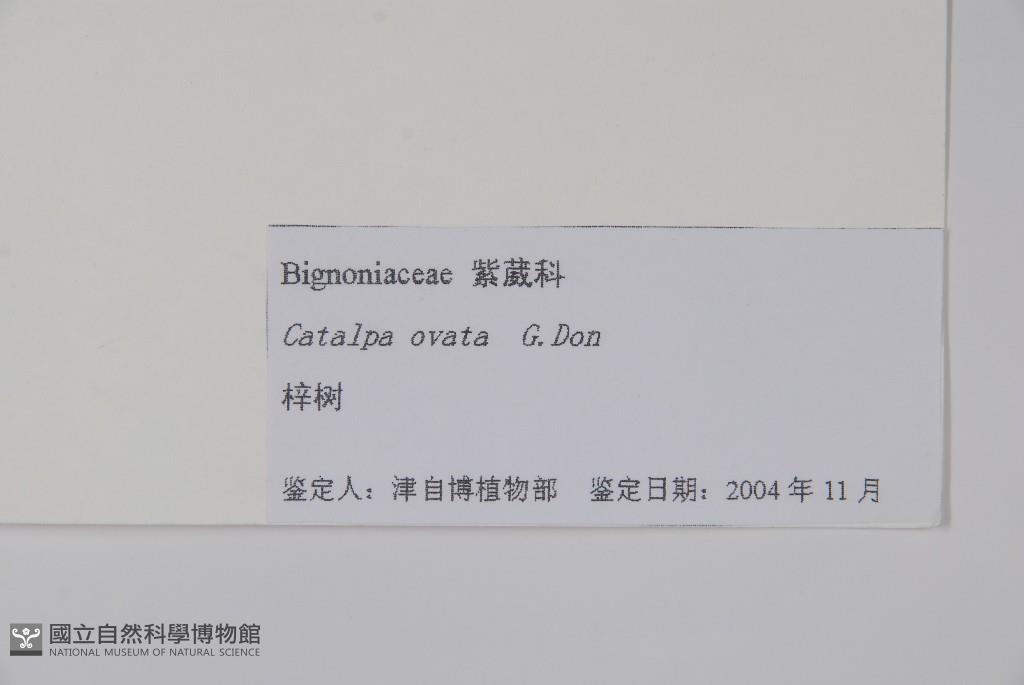 Bignoniaceae 紫葳科
Catalpa ovata G.Don
梓树
鉴定人：津自博植物部 鉴定日期：2004 年 11 月
國立自然科學博物館
NATIONAL MUSEUM OF NATURAL SCIENCE